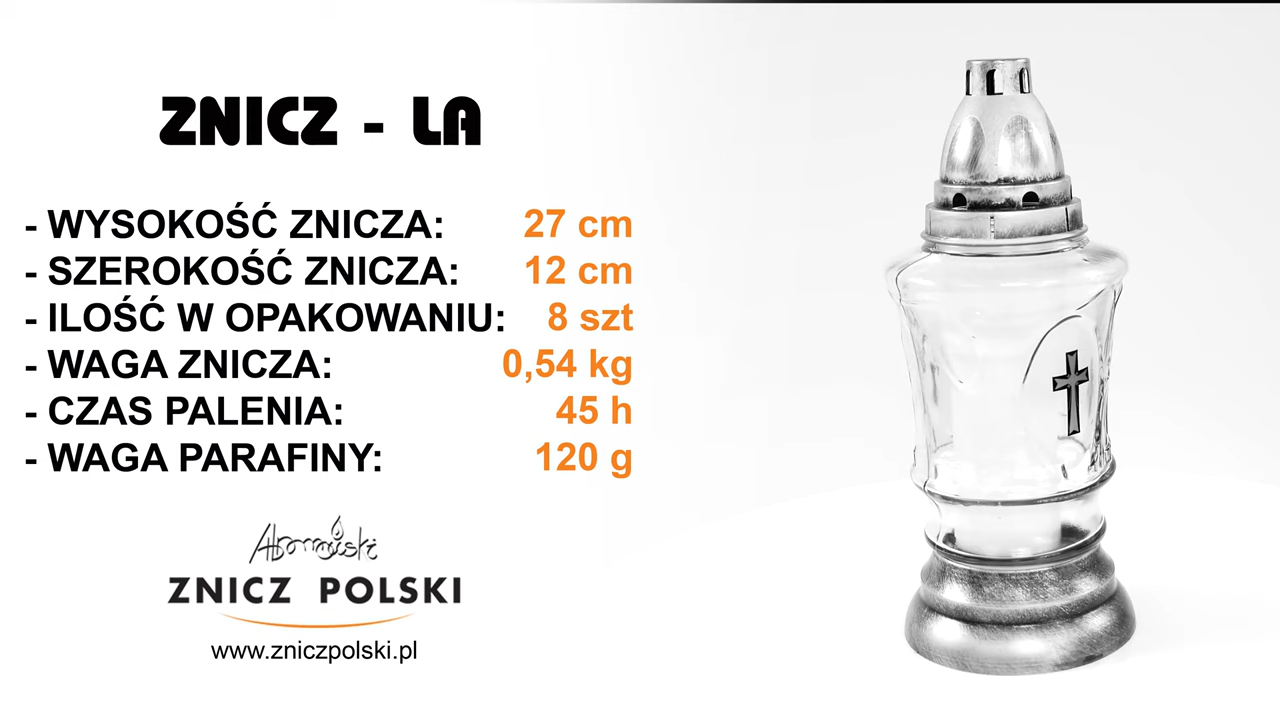 ZNICZ - LA
- WYSOKOŚĆ ZNICZA: 27 cm
- SZEROKOŚĆ ZNICZA: 12 cm
- ILOŚĆ W OPAKOWANIU: 8 szt
- WAGA ZNICZA: 0,54 kg
- CZAS PALENIA: 45 h
- WAGA PARAFINY: 120 g
ZNICZ POLSKI
www.zniczpolski.pl